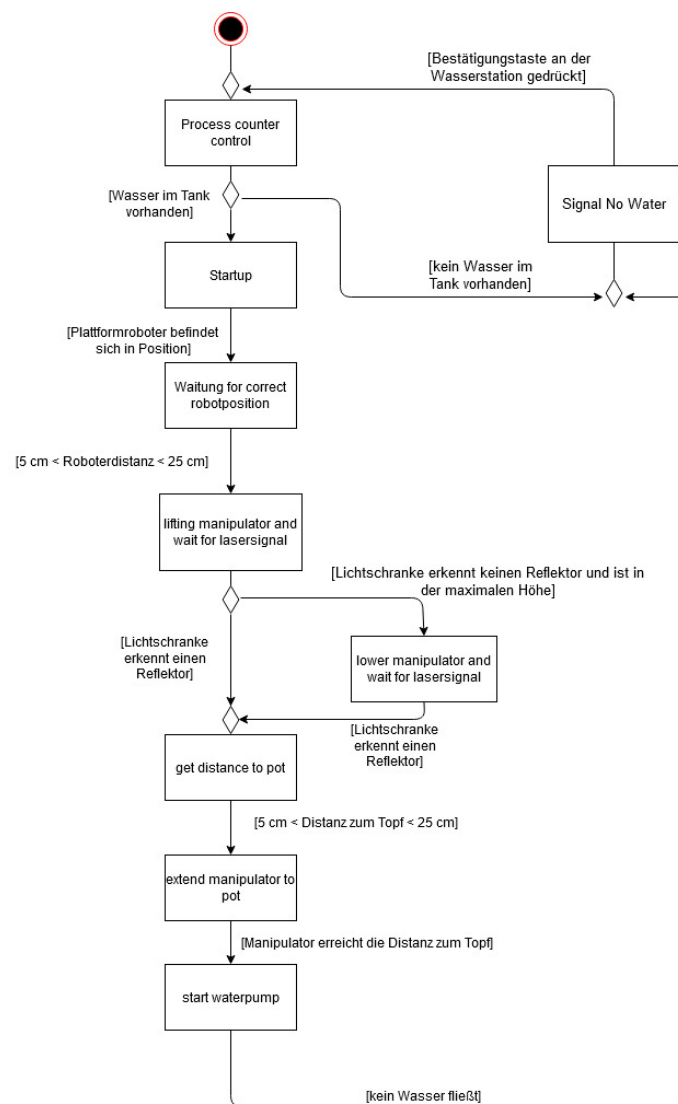 [Bestätigungstaste an der
Wasserstation gedrückt]
Process counter
control
[Wasser im Tank
vorhanden]
Signal No Water
[kein Wasser im
Tank vorhanden]
Startup
[Plattformroboter befindet
sich in Position]
Waitung for correct
robotposition
[5 cm < Roboterdistanz < 25 cm]
lifting manipulator and
wait for lasersignal
[Lichtschranke erkennt keinen Reflektor und ist in
der maximalen Höhe]
[Lichtschranke
erkennt einen
Reflektor]
lower manipulator and
wait for lasersignal
[Lichtschranke
erkennt einen
Reflektor]
get distance to pot
[5 cm < Distanz zum Topf < 25 cm]
extend manipulator to
pot
[Manipulator erreicht die Distanz zum Topf]
start waterpump
[kein Wasser fließt]